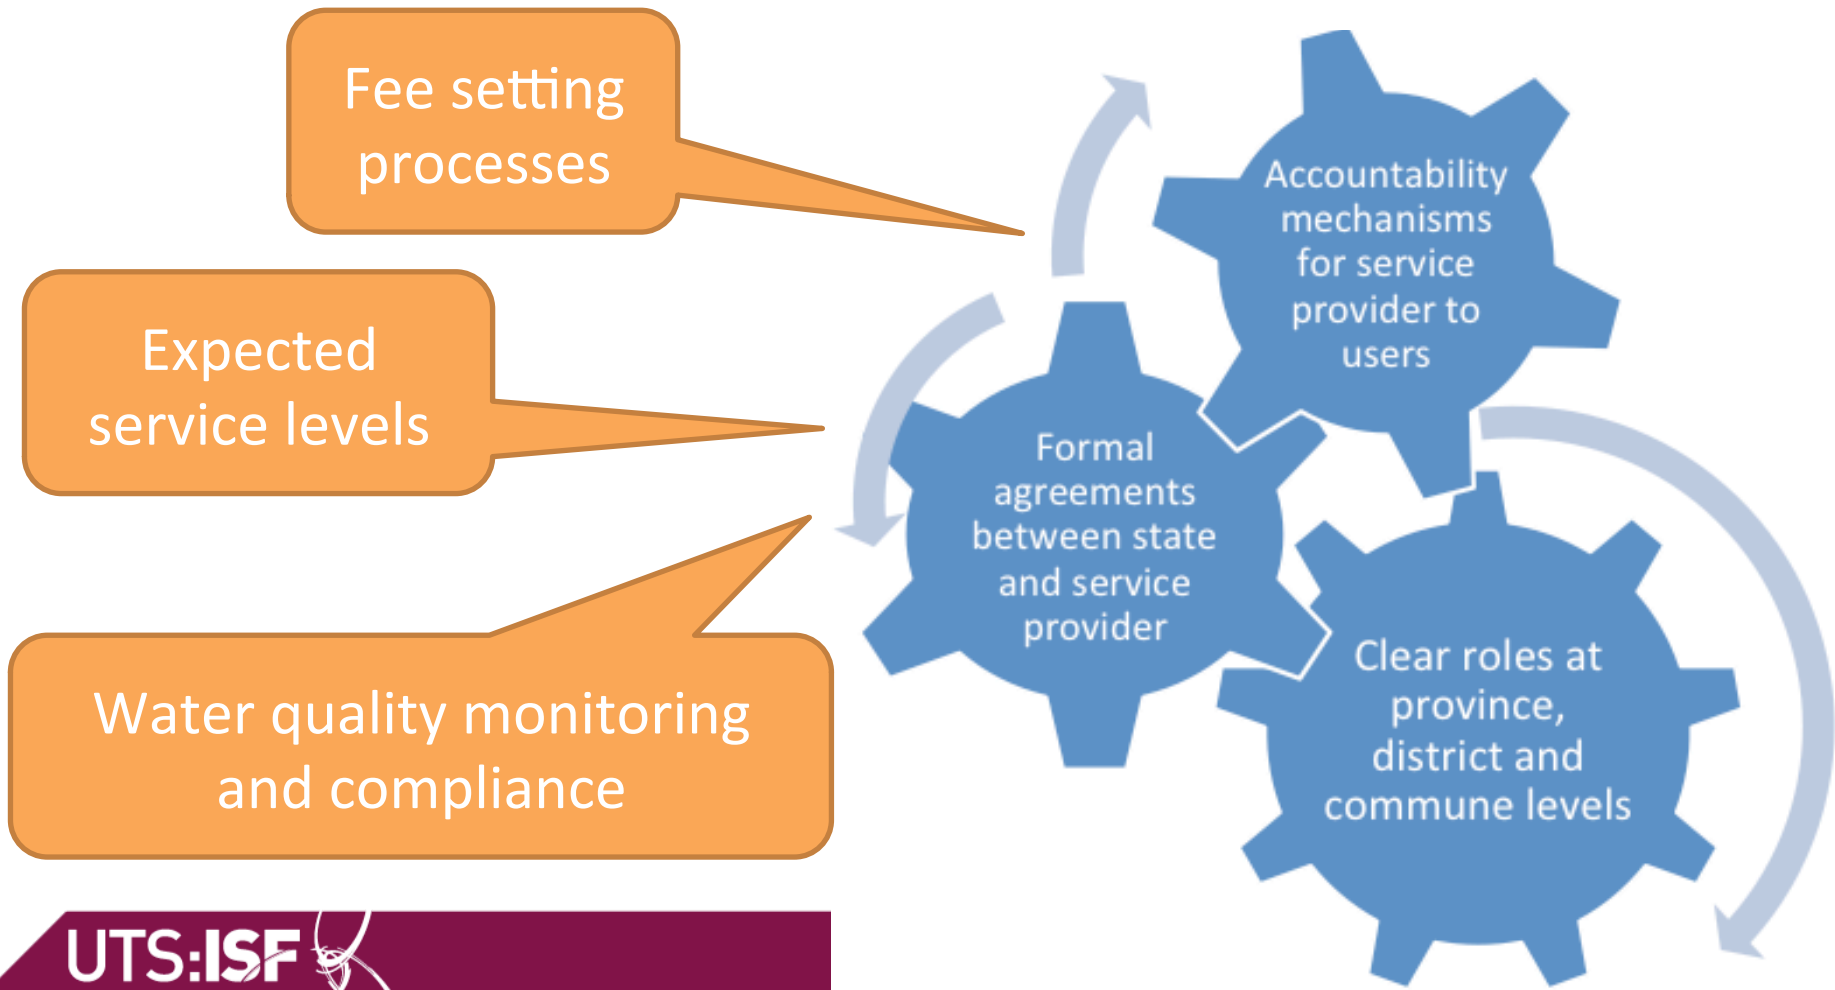 Fee setting
processes
Expected
service levels
Water quality monitoring
and compliance
Accountability
mechanisms
for service
provider to
users
Formal
agreements
between state
and service
provider
Clear roles at
province,
district and
commune levels
UTS:ISF